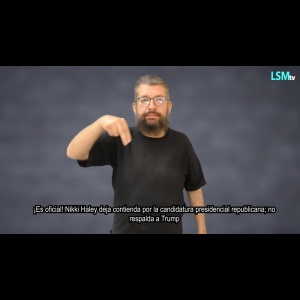 LSMtv
¡Es oficial! Nikki Haley deja contienda por la candidatura presidencial republicana; no
respalda a Trump